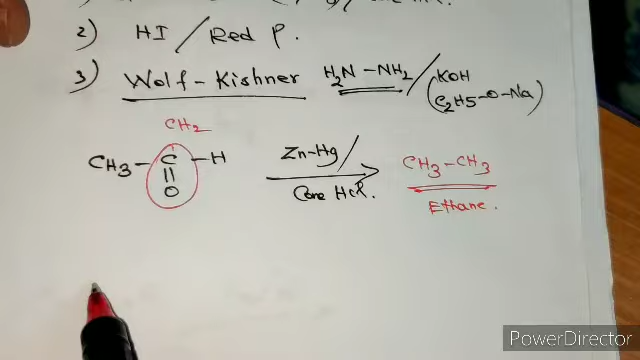 2) HI / Red P.
3) Wolf-Kishner H₂N-NH₂ / KOH
(C₂H5-O-Na)
CH₂
CH₃-C-H Zn-Hg/ CH₃-CH₃
O Conc HCl. Ethane.
PowerDirector